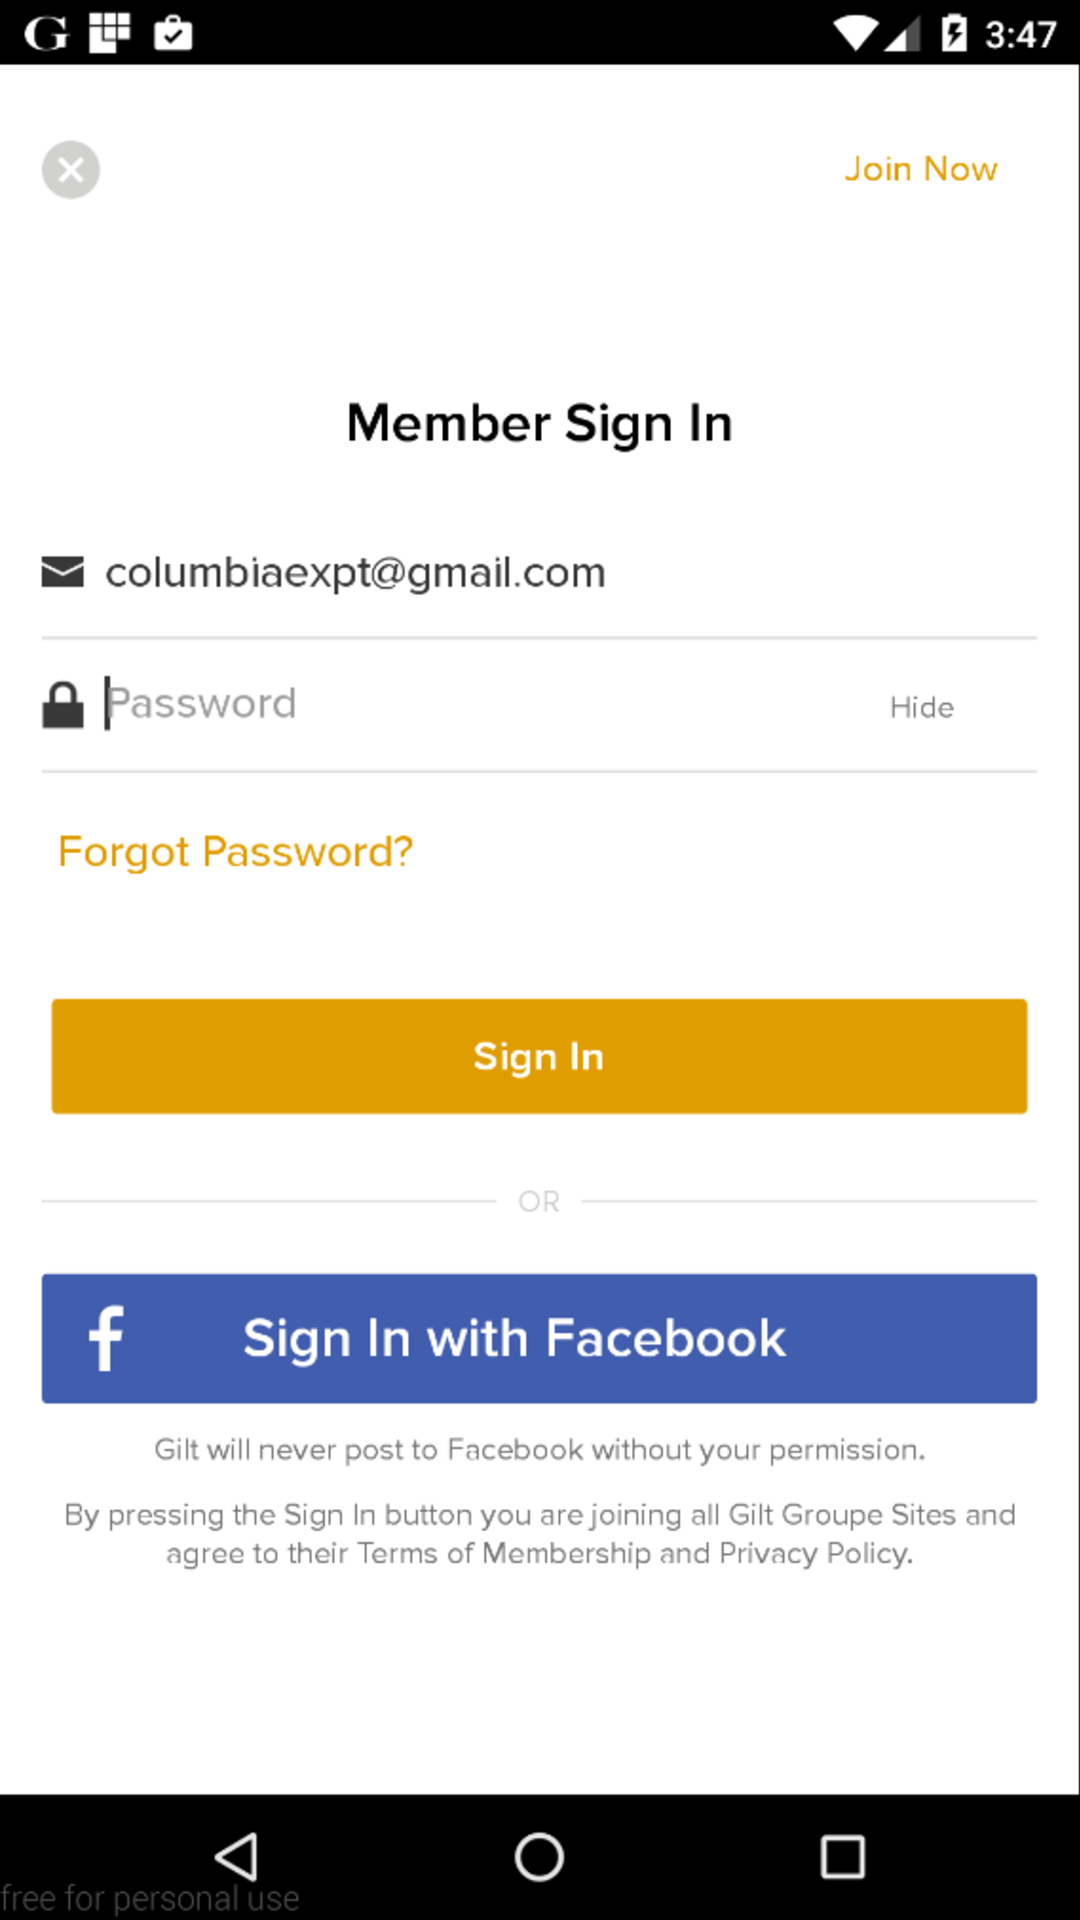 G
3:47
Join Now
Member Sign In
columbiaexpt@gmail.com
Password
Hide
Forgot Password?
Sign In
OR
f
Sign In with Facebook
Gilt will never post to Facebook without your permission.
By pressing the Sign In button you are joining all Gilt Groupe Sites and
agree to their Terms of Membership and Privacy Policy.
free for personal use